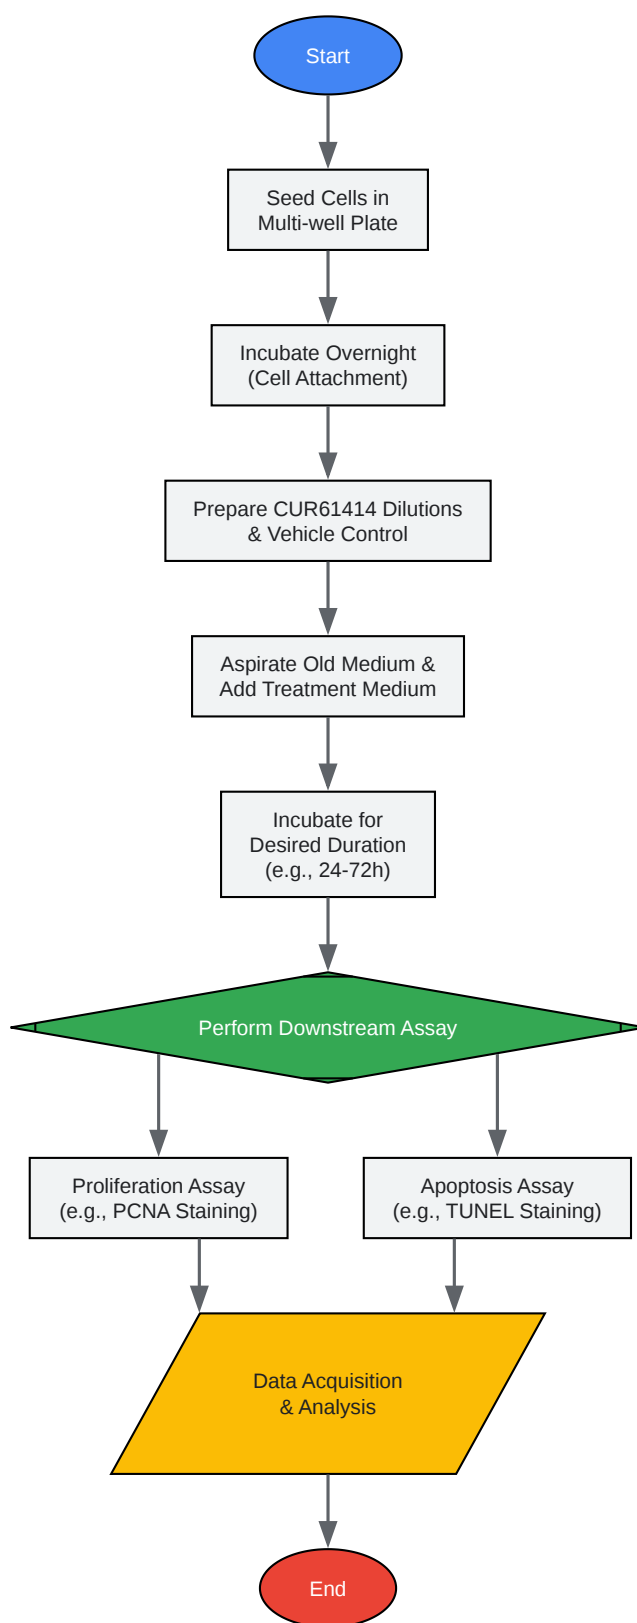 Start
Seed Cells in
Multi-well Plate
Incubate Overnight
(Cell Attachment)
Prepare CUR61414 Dilutions
& Vehicle Control
Aspirate Old Medium &
Add Treatment Medium
Incubate for
Desired Duration
(e.g., 24-72h)
Perform Downstream Assay
Proliferation Assay
(e.g., PCNA Staining)
Apoptosis Assay
(e.g., TUNEL Staining)
Data Acquisition
& Analysis
End